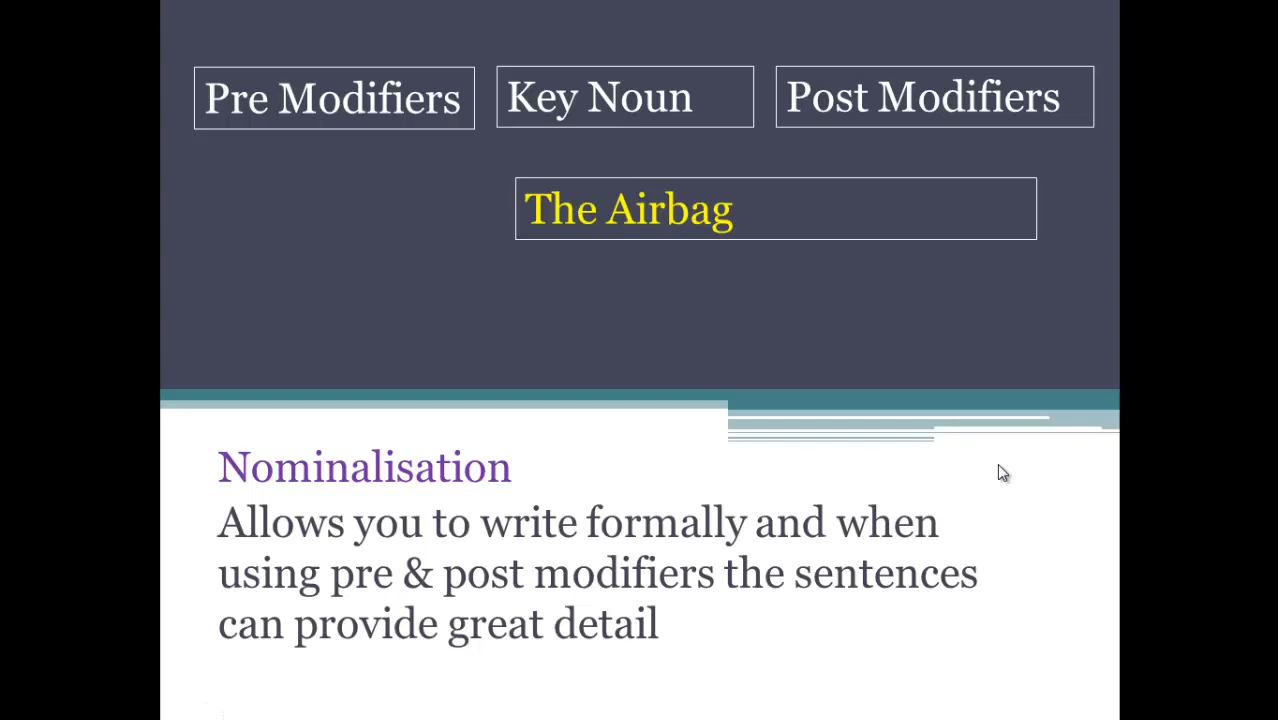 Pre Modifiers
Key Noun
Post Modifiers
The Airbag
Nominalisation
Allows you to write formally and when
using pre & post modifiers the sentences
can provide great detail